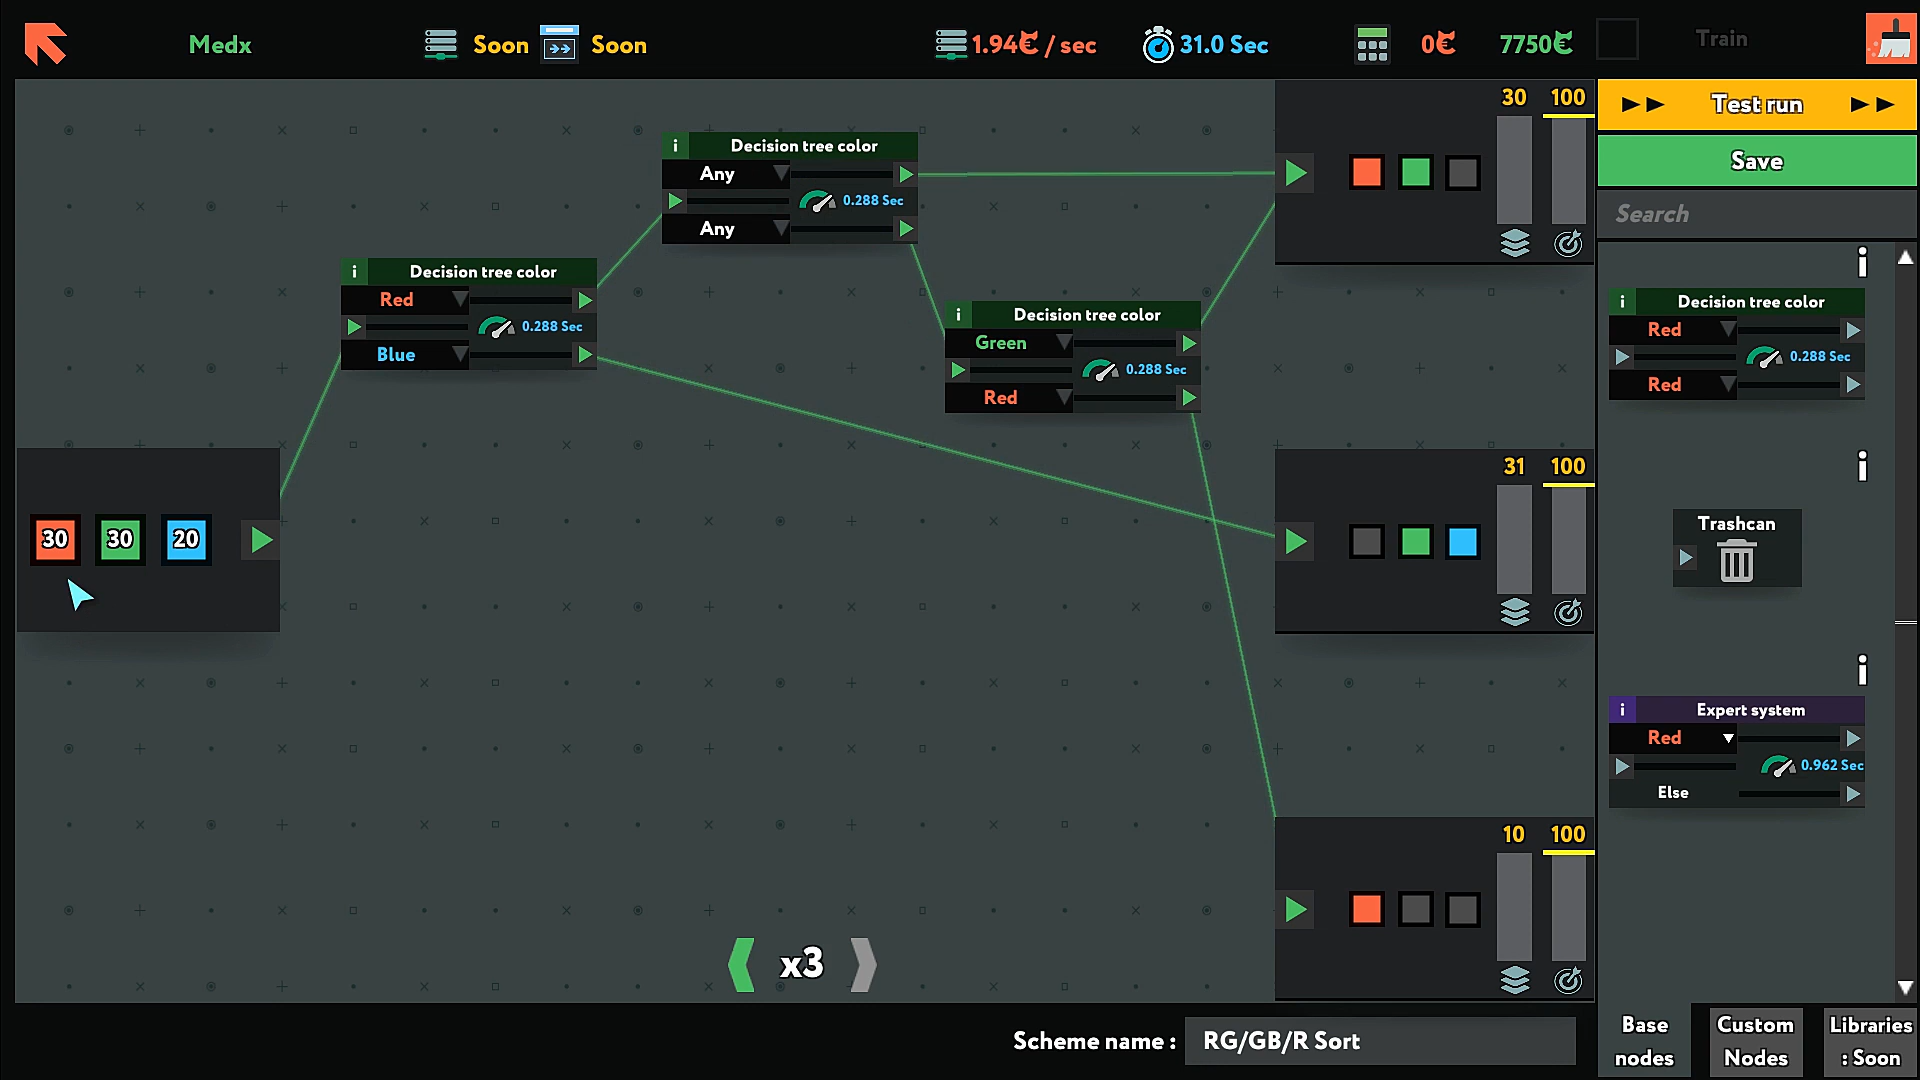 Medx
Soon
Soon
1.94€ / sec
31.0 Sec
0€
7750€
Train
Test run
Save
Search
30 100
i Decision tree color
Any
0.288 Sec
Any
i Decision tree color
Red
0.288 Sec
Blue
i Decision tree color
Green
0.288 Sec
Red
30 30 20
31 100
10 100
i
i Decision tree color
Red
0.288 Sec
Red
i
Trashcan
i
i Expert system
Red
0.962 Sec
Else
x3
Scheme name : RG/GB/R Sort
Base
nodes
Custom
Nodes
Libraries
: Soon